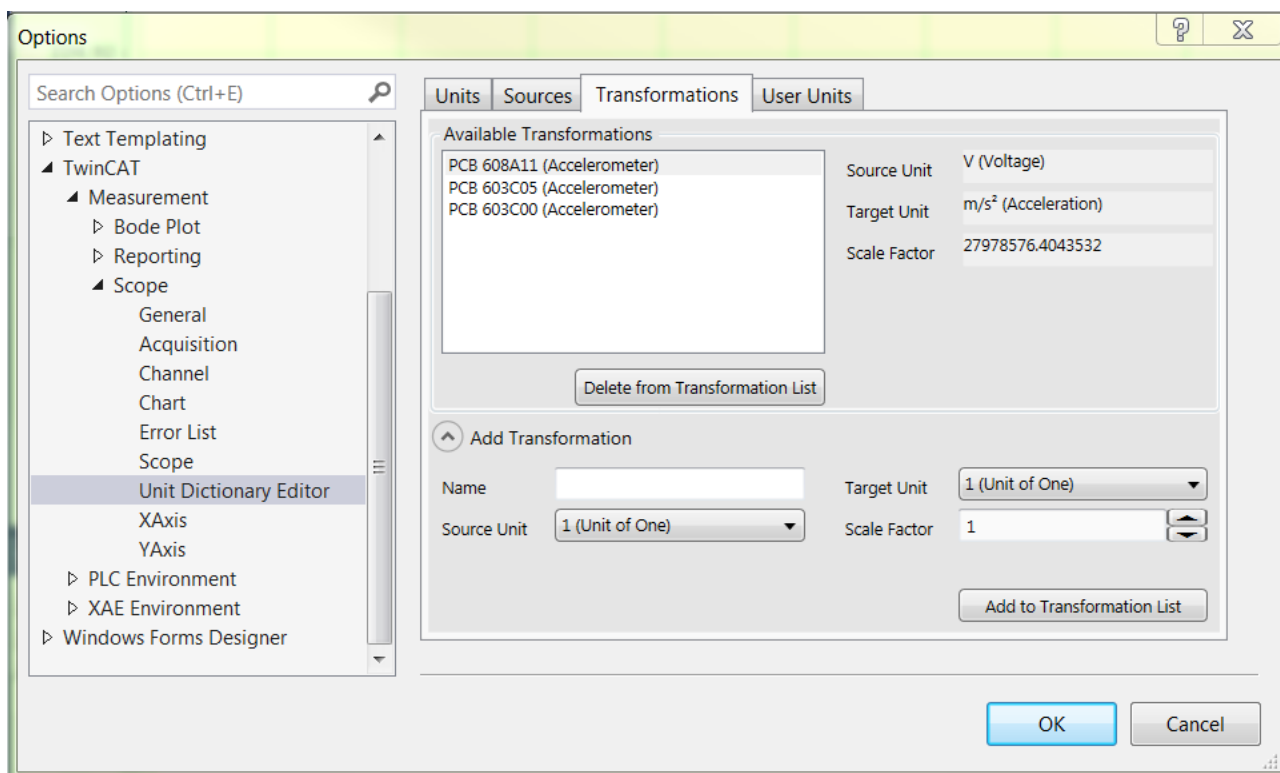 Options
Search Options (Ctrl+E)
Text Templating
TwinCAT
Measurement
Bode Plot
Reporting
Scope
General
Acquisition
Channel
Chart
Error List
Scope
Unit Dictionary Editor
XAxis
YAxis
PLC Environment
XAE Environment
Windows Forms Designer
Units Sources Transformations User Units
Available Transformations
PCB 608A11 (Accelerometer)
PCB 603C05 (Accelerometer)
PCB 603C00 (Accelerometer)
Source Unit V (Voltage)
Target Unit m/s² (Acceleration)
Scale Factor 27978576.4043532
Delete from Transformation List
Add Transformation
Name
Target Unit 1 (Unit of One)
Source Unit 1 (Unit of One)
Scale Factor 1
Add to Transformation List
OK Cancel